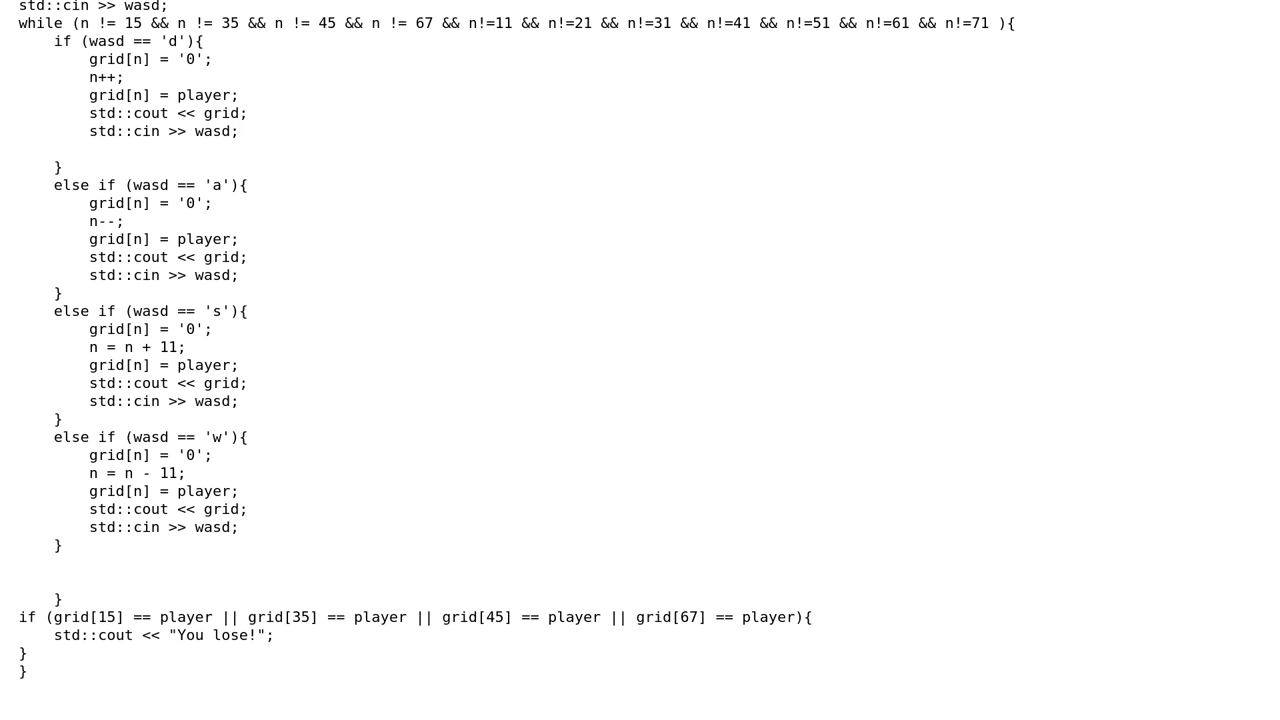 std::cin >> wasd;
while (n != 15 && n != 35 && n != 45 && n != 67 && n!=11 && n!=21 && n!=31 && n!=41 && n!=51 && n!=61 && n!=71 ){
    if (wasd == 'd'){
        grid[n] = '0';
        n++;
        grid[n] = player;
        std::cout << grid;
        std::cin >> wasd;
    }
    else if (wasd == 'a'){
        grid[n] = '0';
        n--;
        grid[n] = player;
        std::cout << grid;
        std::cin >> wasd;
    }
    else if (wasd == 's'){
        grid[n] = '0';
        n = n + 11;
        grid[n] = player;
        std::cout << grid;
        std::cin >> wasd;
    }
    else if (wasd == 'w'){
        grid[n] = '0';
        n = n - 11;
        grid[n] = player;
        std::cout << grid;
        std::cin >> wasd;
    }
    }
if (grid[15] == player || grid[35] == player || grid[45] == player || grid[67] == player){
    std::cout << "You lose!";
}
}